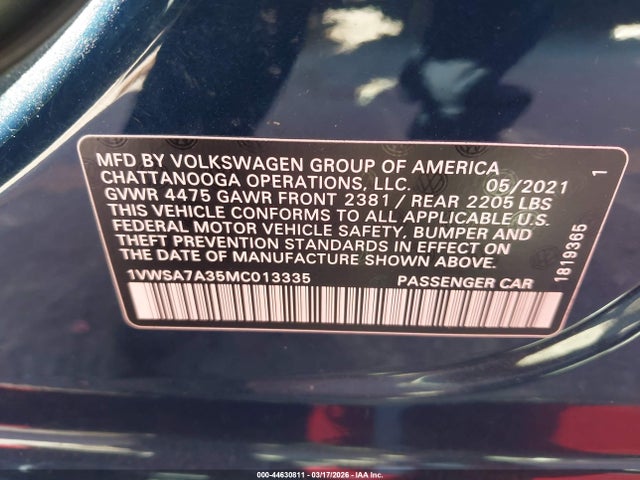 MFD BY VOLKSWAGEN GROUP OF AMERICA
CHATTANOOGA OPERATIONS, LLC. 05/2021
GVWR 4475 GAWR FRONT 2381 / REAR 2205 LBS
THIS VEHICLE CONFORMS TO ALL APPLICABLE U.S.
FEDERAL MOTOR VEHICLE SAFETY, BUMPER AND
THEFT PREVENTION STANDARDS IN EFFECT ON
THE DATE OF MANUFACTURE SHOWN ABOVE.
1VWSA7A35MC013335 PASSENGER CAR
1819365
1
000-44630811 - 03/17/2026 - IAA Inc.